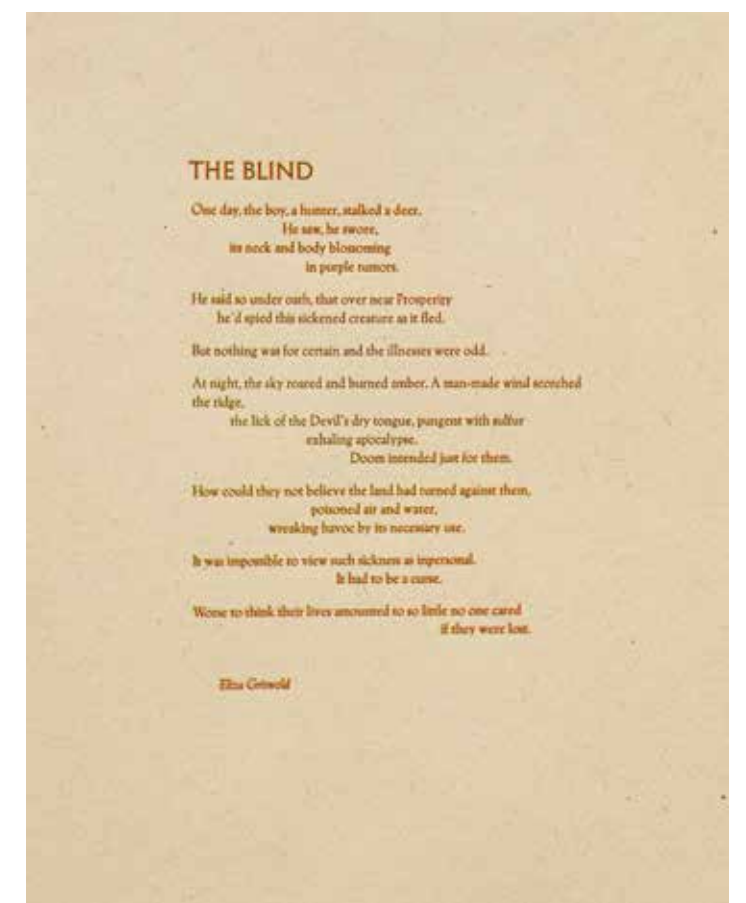 THE BLIND
One day, the boy, a hunter, stalked a deer.
He saw, he swore,
its neck and body blossoming
in purple tumors.
He said so under oath, that over near Prosperity
he'd spied this sickened creature as it fled.
But nothing was for certain and the illnesses were odd.
At night, the sky roared and burned amber. A man-made wind scorched
the ridge,
the lick of the Devil's dry tongue, pungent with sulfur
exhaling apocalypse.
Doom intended just for them.
How could they not believe the land had turned against them,
poisoned air and water,
wreaking havoc by its necessary use.
It was impossible to view such sickness as inpersonal.
It had to be a curse.
Worse to think their lives amounted to so little no one cared
if they were lost.
Eliza Griswold